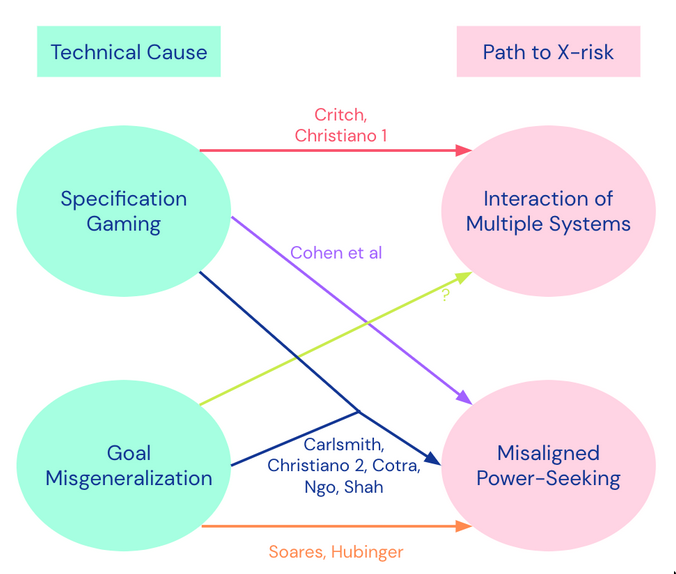 Technical Cause
Path to X-risk
Critch,
Christiano 1
Specification
Gaming
Interaction of
Multiple Systems
Cohen et al
?
Goal
Misgeneralization
Carlsmith,
Christiano 2, Cotra,
Ngo, Shah
Misaligned
Power-Seeking
Soares, Hubinger